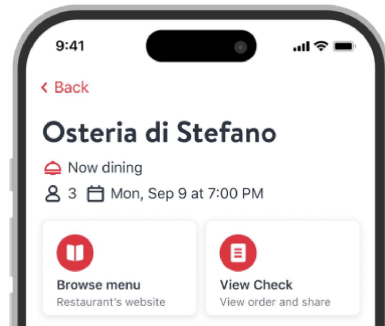 9:41
Back
Osteria di Stefano
Now dining
3 Mon, Sep 9 at 7:00 PM
Browse menu
Restaurant's website
View Check
View order and share